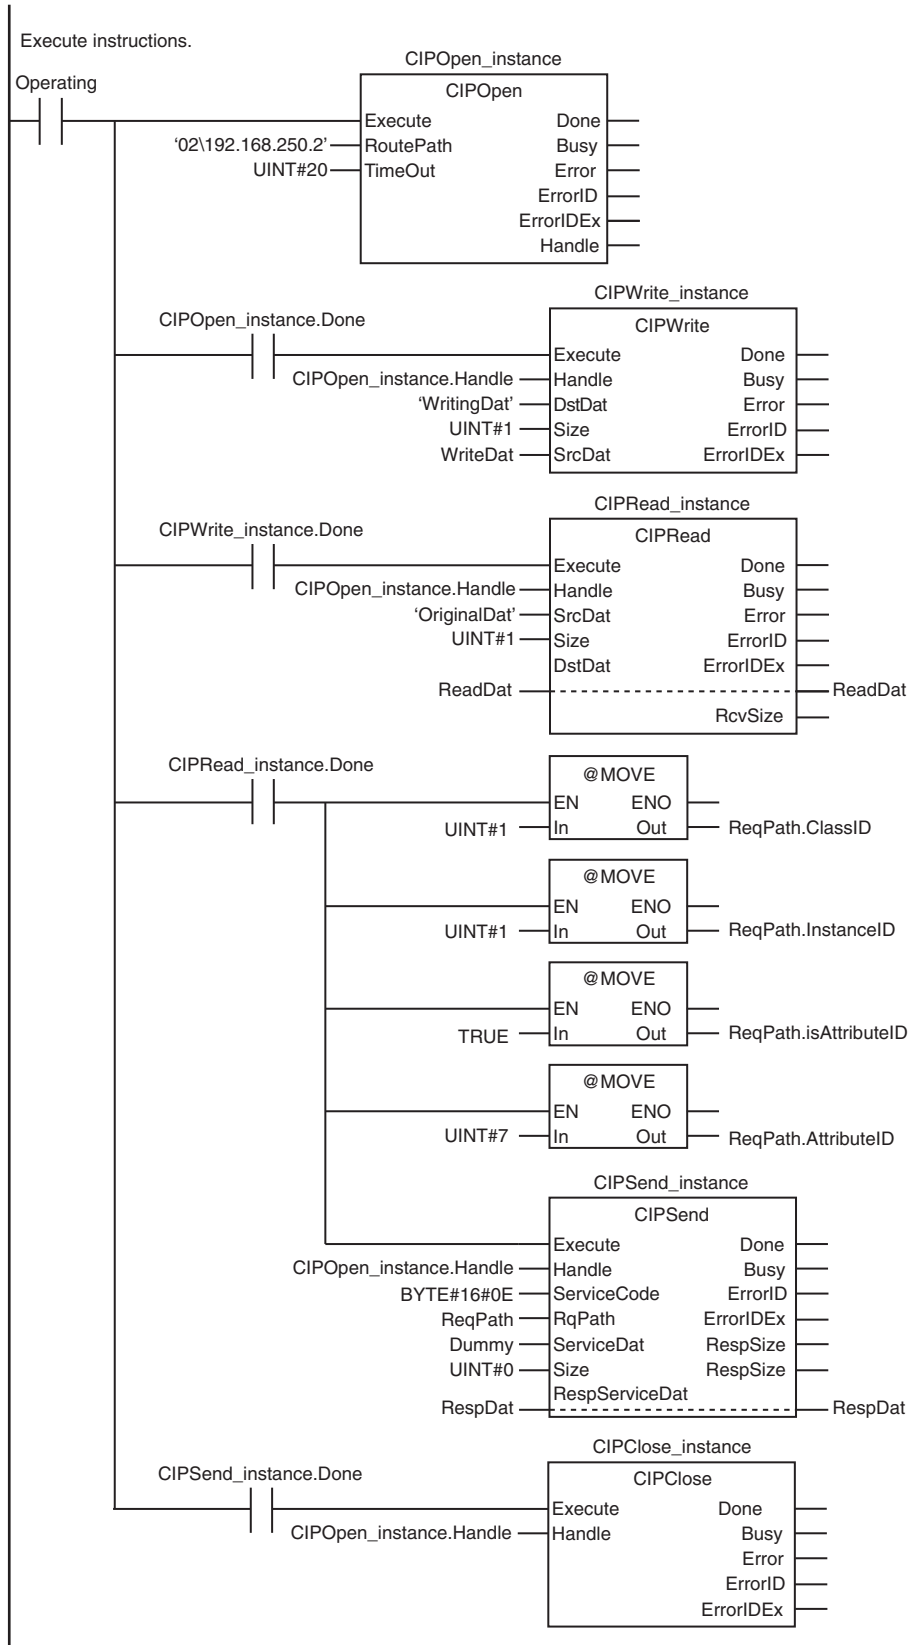 Execute instructions.
CIPOpen_instance
Operating
CIPOpen
Execute Done
'02\192.168.250.2' RoutePath Busy
UINT#20 TimeOut Error
ErrorID
ErrorIDEx
Handle
CIPWrite_instance
CIPOpen_instance.Done
CIPWrite
Execute Done
CIPOpen_instance.Handle Handle Busy
‘WritingDat’ DstDat Error
UINT#1 Size ErrorID
WriteDat SrcDat ErrorIDEx
CIPRead_instance
CIPWrite_instance.Done
CIPRead
Execute Done
CIPOpen_instance.Handle Handle Busy
‘OriginalDat’ SrcDat Error
UINT#1 Size ErrorID
DstDat ErrorIDEx
ReadDat ReadDat
RcvSize
CIPRead_instance.Done
@MOVE
EN ENO
UINT#1 In Out ReqPath.ClassID
@MOVE
EN ENO
UINT#1 In Out ReqPath.InstanceID
@MOVE
EN ENO
TRUE In Out ReqPath.isAttributeID
@MOVE
EN ENO
UINT#7 In Out ReqPath.AttributeID
CIPSend_instance
CIPSend
Execute Done
CIPOpen_instance.Handle Handle Busy
BYTE#16#0E ServiceCode ErrorID
ReqPath RqPath ErrorIDEx
Dummy ServiceDat RespSize
UINT#0 Size RespSize
RespServiceDat
RespDat RespDat
CIPClose_instance
CIPSend_instance.Done
CIPClose
Execute Done
CIPOpen_instance.Handle Handle Busy
Error
ErrorID
ErrorIDEx